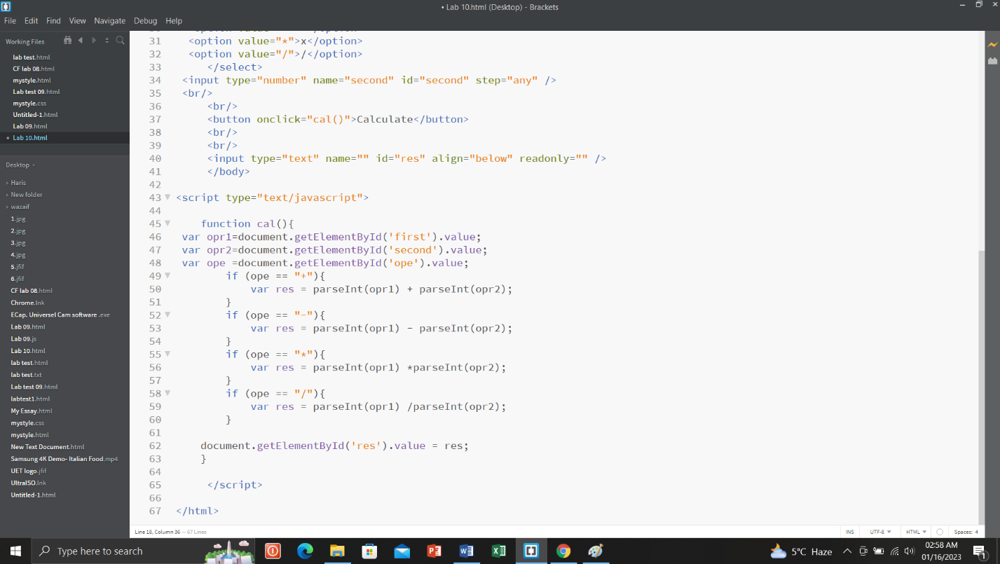 • Lab 10.html (Desktop) - Brackets
File Edit Find View Navigate Debug Help
Working Files
lab test.html
CF lab 08.html
mystyle.html
Lab test 09.html
mystyle.css
Untitled-1.html
Lab 09.html
Lab 10.html
Desktop
Haris
New folder
wazaif
1.jpg
2.jpg
3.jpg
4.jpg
5.jfif
6.jfif
CF lab 08.html
Chrome.lnk
ECap. Universel Cam software .exe
Lab 09.html
Lab 09.js
Lab 10.html
lab test.html
lab test.txt
Lab test 09.html
labtest1.html
My Essay.html
mystyle.css
mystyle.html
New Text Document.html
Samsung 4K Demo- Italian Food.mp4
UET logo.jfif
UltraISO.lnk
Untitled-1.html
31 <option value="*">x</option>
32 <option value="/">/</option>
33 </select>
34 <input type="number" name="second" id="second" step="any" />
35 <br/>
36 <br/>
37 <button onclick="cal()">Calculate</button>
38 <br/>
39 <br/>
40 <input type="text" name="" id="res" align="below" readonly="" />
41 </body>
42
43 <script type="text/javascript">
44
45 function cal(){
46 var opr1=document.getElementById('first').value;
47 var opr2=document.getElementById('second').value;
48 var ope =document.getElementById('ope').value;
49 if (ope == "+"){
50 var res = parseInt(opr1) + parseInt(opr2);
51 }
52 if (ope == "-"){
53 var res = parseInt(opr1) - parseInt(opr2);
54 }
55 if (ope == "*"){
56 var res = parseInt(opr1) *parseInt(opr2);
57 }
58 if (ope == "/"){
59 var res = parseInt(opr1) /parseInt(opr2);
60 }
61
62 document.getElementById('res').value = res;
63 }
64
65 </script>
66
67 </html>
Line 18, Column 36 — 67 Lines
INS UTF-8 HTML Spaces: 4
Type here to search
5°C Haze
02:58 AM
01/16/2023
1